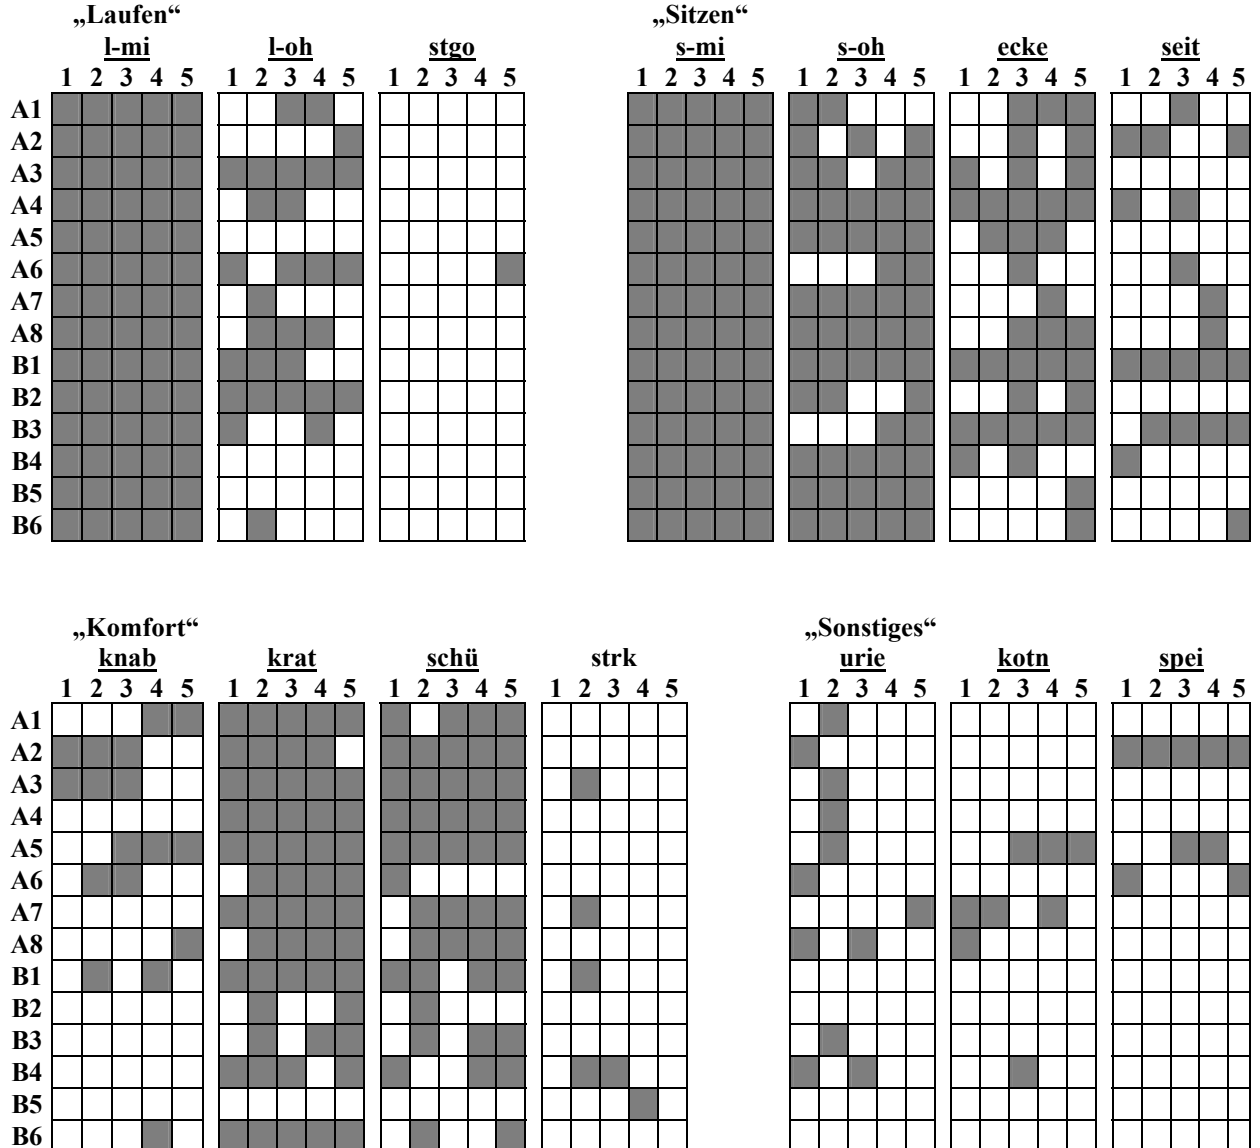 „Laufen“ „Sitzen“
l-mi l-oh stgo s-mi s-oh ecke seit
1 2 3 4 5 1 2 3 4 5 1 2 3 4 5 1 2 3 4 5 1 2 3 4 5 1 2 3 4 5 1 2 3 4 5
A1
A2
A3
A4
A5
A6
A7
A8
B1
B2
B3
B4
B5
B6
„Komfort“ „Sonstiges“
knab krat schü strk urie kotn spei
1 2 3 4 5 1 2 3 4 5 1 2 3 4 5 1 2 3 4 5 1 2 3 4 5 1 2 3 4 5 1 2 3 4 5
A1
A2
A3
A4
A5
A6
A7
A8
B1
B2
B3
B4
B5
B6